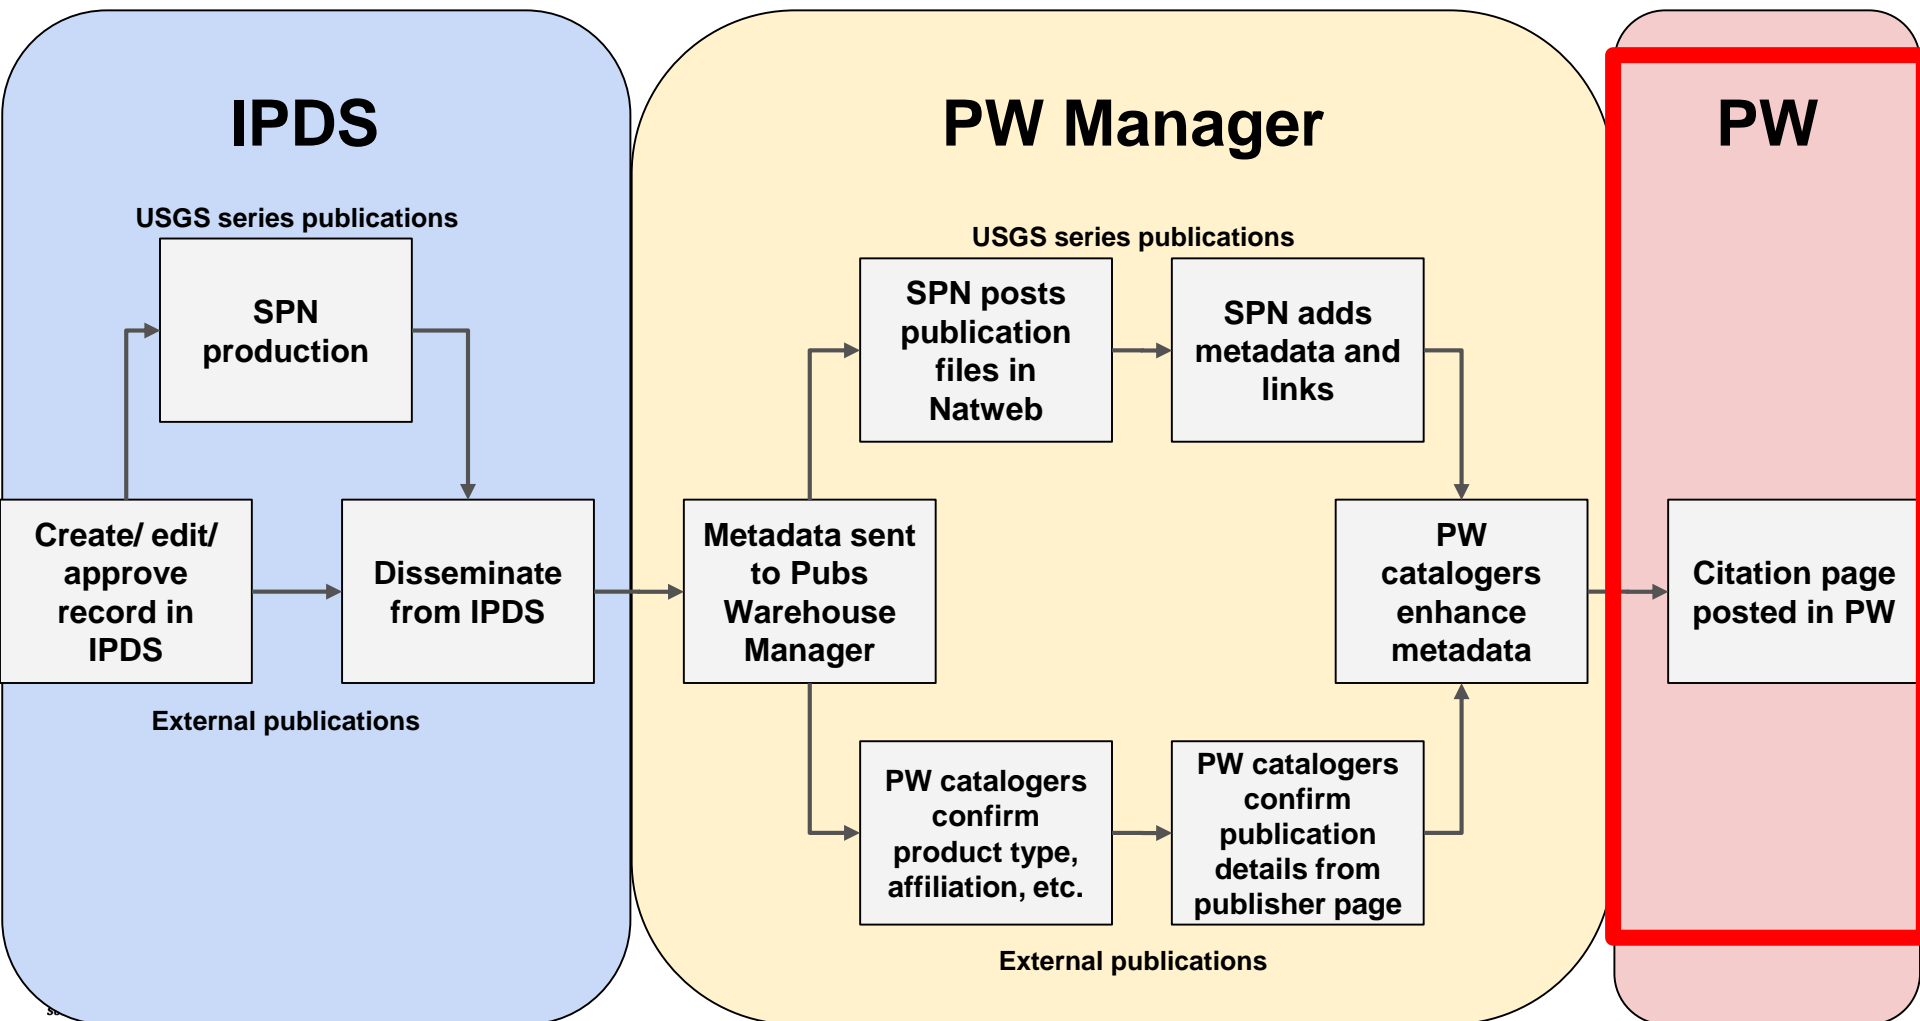 IPDS
USGS series publications
SPN
production
Create/ edit/
approve
record in
IPDS
Disseminate
from IPDS
External publications
PW Manager
USGS series publications
SPN posts
publication
files in
Natweb
SPN adds
metadata and
links
Metadata sent
to Pubs
Warehouse
Manager
PW
catalogers
enhance
metadata
PW catalogers
confirm
product type,
affiliation, etc.
PW catalogers
confirm
publication
details from
publisher page
External publications
PW
Citation page
posted in PW